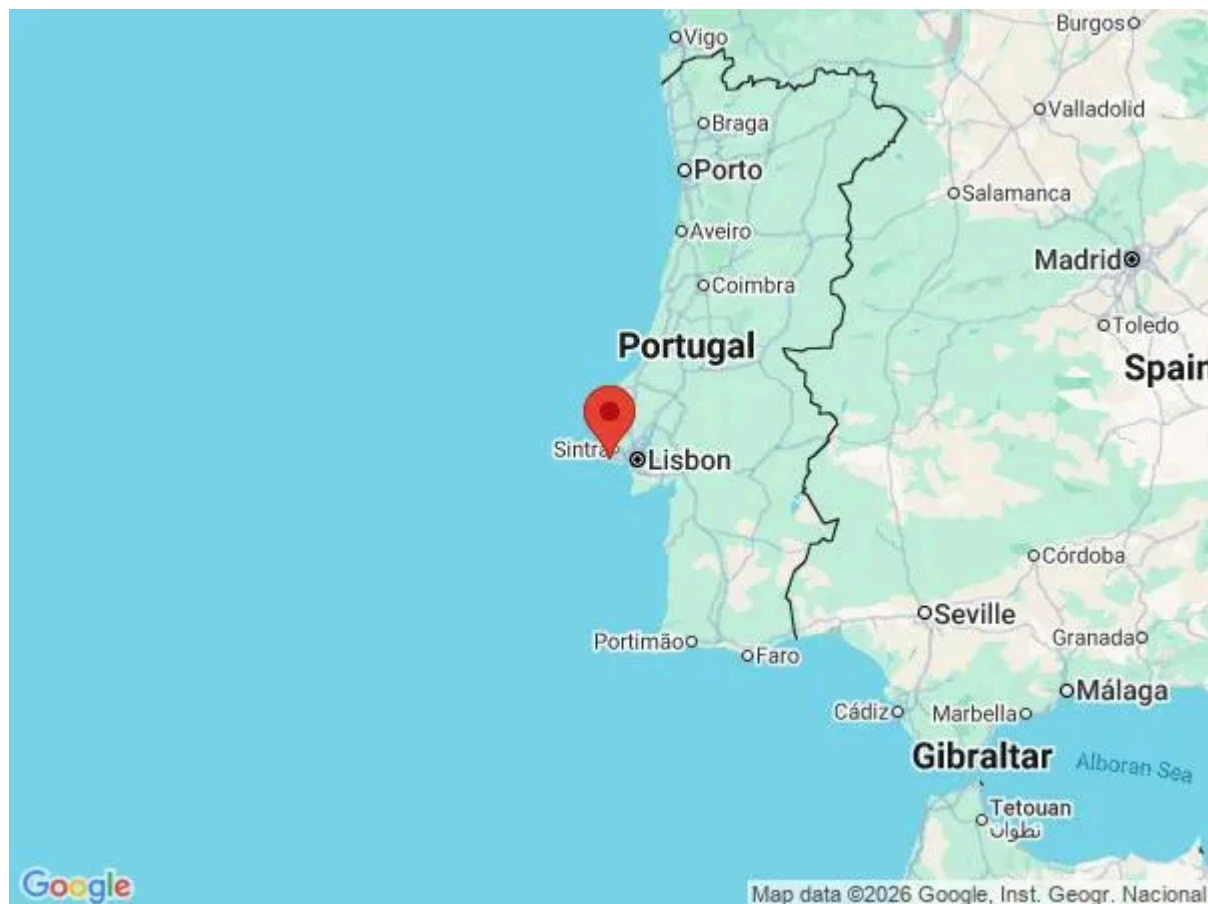 Burgos
Vigo
Valladolid
Braga
Porto
Salamanca
Aveiro
Madrid
Coimbra
Toledo
Portugal
Spain
Sintra
Lisbon
Córdoba
Seville
Portimão
Granada
Faro
Málaga
Cádiz
Marbella
Gibraltar
Alboran Sea
Tetouan
تطوان
Google
Map data ©2026 Google, Inst. Geogr. Nacional